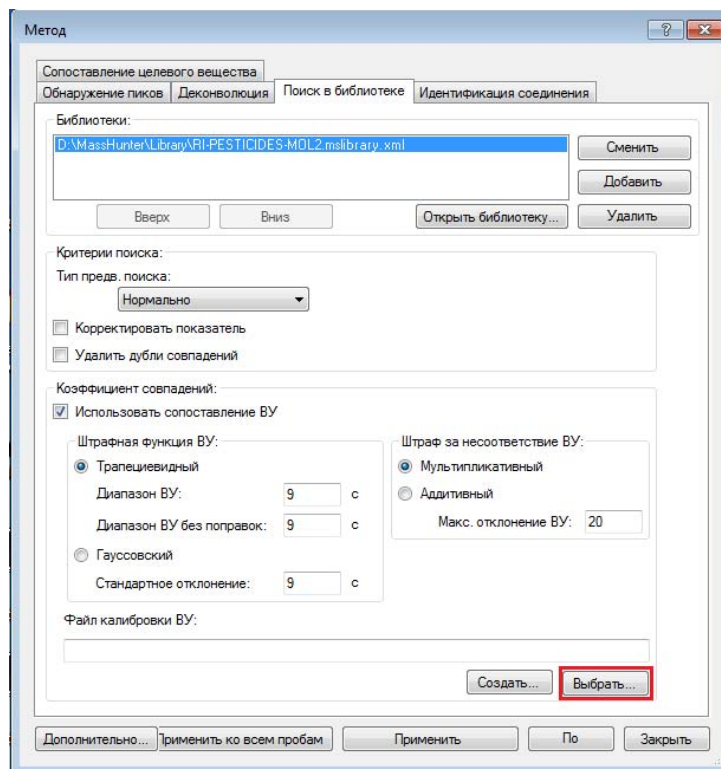 Метод
Сопоставление целевого вещества
Обнаружение пиков Деконволюция Поиск в библиотеке Идентификация соединения
Библиотеки:
D:\MassHunter\Library\RI-PESTICIDES-MOL2.mslibrary.xml
Сменить
Добавить
Вверх Вниз Открыть библиотеку... Удалить
Критерии поиска:
Тип предв. поиска:
Нормально
Корректировать показатель
Удалить дубли совпадений
Коэффициент совпадений:
Использовать сопоставление ВУ
Штрафная функция ВУ: Штраф за несоответствие ВУ:
Трапециевидный Мультипликативный
Диапазон ВУ: 9 с Аддитивный
Диапазон ВУ без поправок: 9 с Макс. отклонение ВУ: 20
Гауссовский
Стандартное отклонение: 9 с
Файл калибровки ВУ:
Создать... Выбрать...
Дополнительно... Применить ко всем пробам Применить По Закрыть